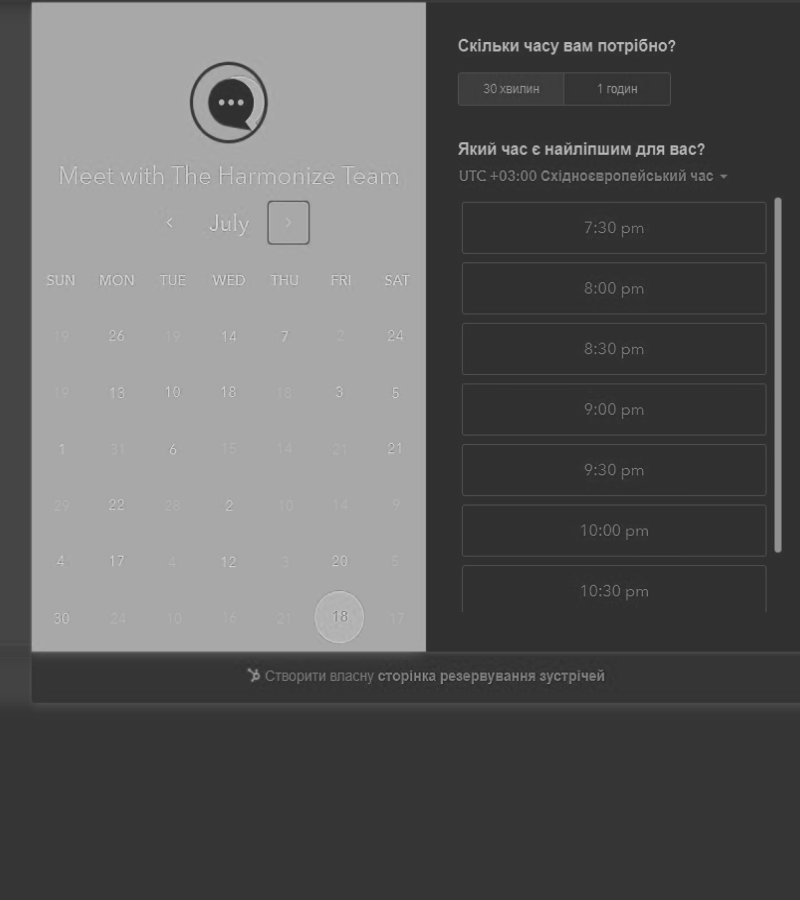 Meet with The Harmonize Team
July
SUN MON TUE WED THU FRI SAT
19 26 19 14 7 2 24
19 13 10 18 18 3 5
1 31 6 15 14 21 21
29 22 28 2 10 14 9
4 17 4 12 3 20 5
30 24 10 16 21 18 17
Скільки часу вам потрібно?
30 хвилин 1 годин
Який час є найліпшим для вас?
UTC +03:00 Східноєвропейський час
7:30 pm
8:00 pm
8:30 pm
9:00 pm
9:30 pm
10:00 pm
10:30 pm
Створити власну сторінка резервування зустрічей